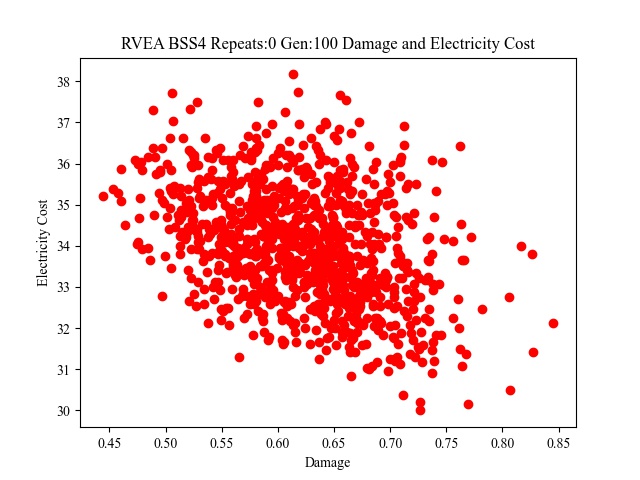 RVEA BSS4 Repeats:0 Gen:100 Damage and Electricity Cost
38
37
36
35
34
33
32
31
30
Electricity Cost
0.45 0.50 0.55 0.60 0.65 0.70 0.75 0.80 0.85
Damage